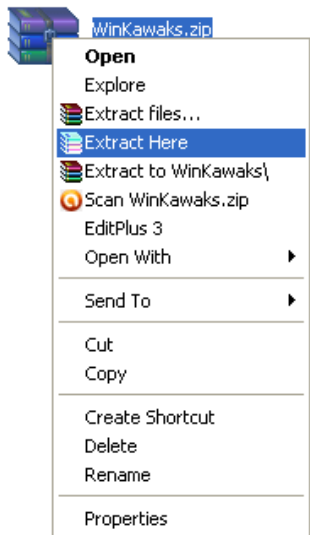 WinKawaks.zip
Open
Explore
Extract files...
Extract Here
Extract to WinKawaks\
Scan WinKawaks.zip
EditPlus 3
Open With
Send To
Cut
Copy
Create Shortcut
Delete
Rename
Properties